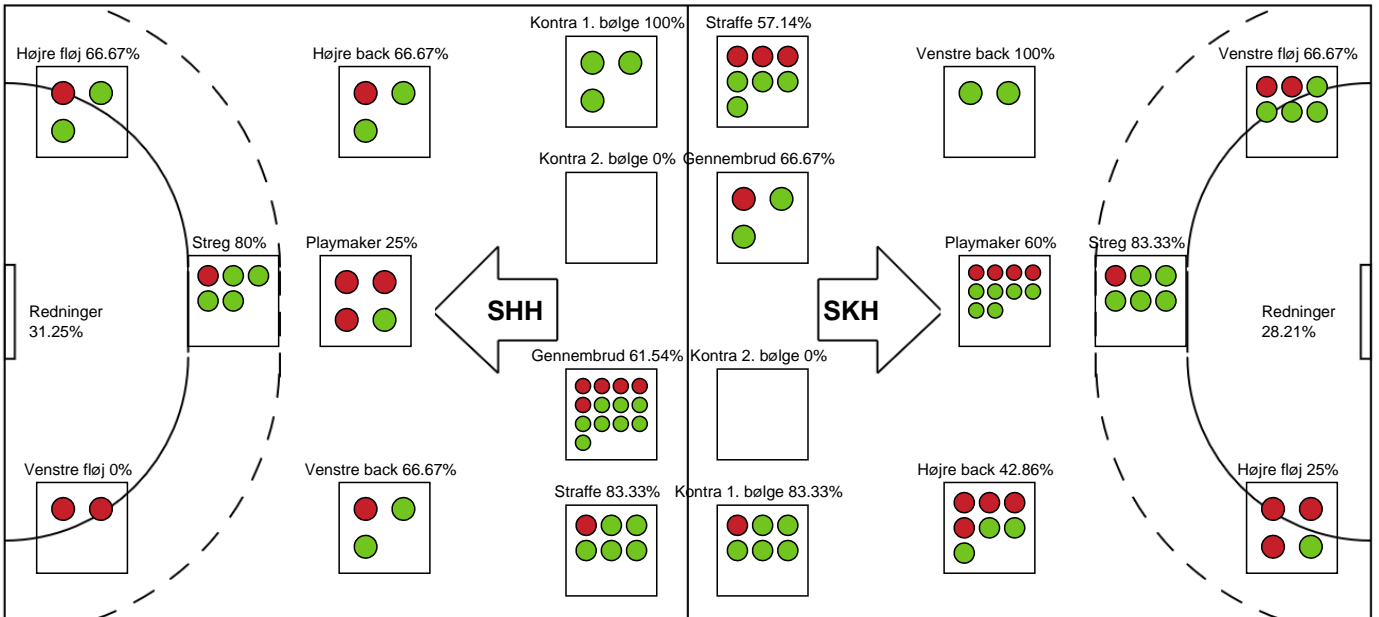 Kontra 1. bølge 100%
Straffe 57.14%
Højre fløj 66.67%
Højre back 66.67%
Venstre back 100%
Venstre fløj 66.67%
Kontra 2. bølge 0%
Gennembrud 66.67%
Streg 80%
Playmaker 25%
Playmaker 60%
Streg 83.33%
Redninger
31.25%
SHH
SKH
Redninger
28.21%
Gennembrud 61.54%
Kontra 2. bølge 0%
Venstre fløj 0%
Venstre back 66.67%
Højre back 42.86%
Højre fløj 25%
Straffe 83.33%
Kontra 1. bølge 83.33%